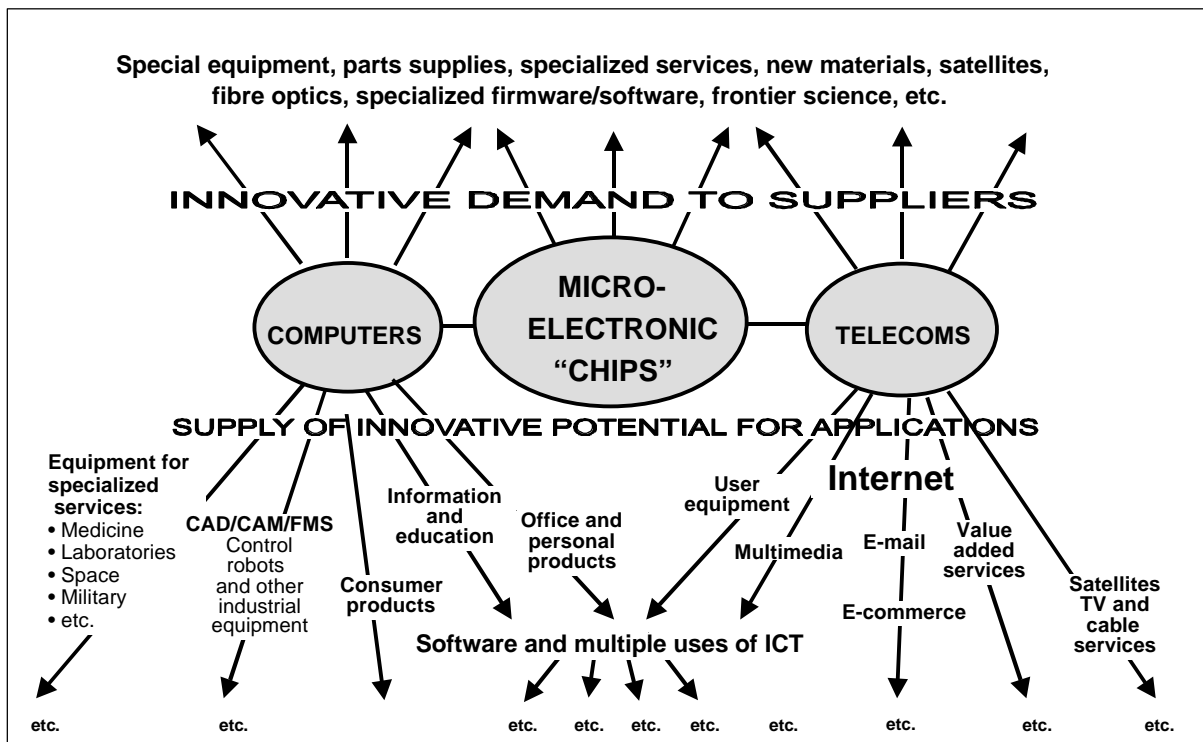 Special equipment, parts supplies, specialized services, new materials, satellites,
fibre optics, specialized firmware/software, frontier science, etc.
INNOVATIVE DEMAND TO SUPPLIERS
COMPUTERS
MICRO-
ELECTRONIC
“CHIPS”
TELECOMS
SUPPLY OF INNOVATIVE POTENTIAL FOR APPLICATIONS
Equipment for
specialized
services:
• Medicine
• Laboratories
• Space
• Military
• etc.
CAD/CAM/FMS
Control
robots
and other
industrial
equipment
Consumer
products
Information
and
education
Office and
personal
products
User
equipment
Multimedia
Internet
E-mail
E-commerce
Value
added
services
Satellites
TV and
cable
services
Software and multiple uses of ICT
etc.
etc.
etc.
etc.
etc.
etc.
etc.
etc.
etc.
etc.